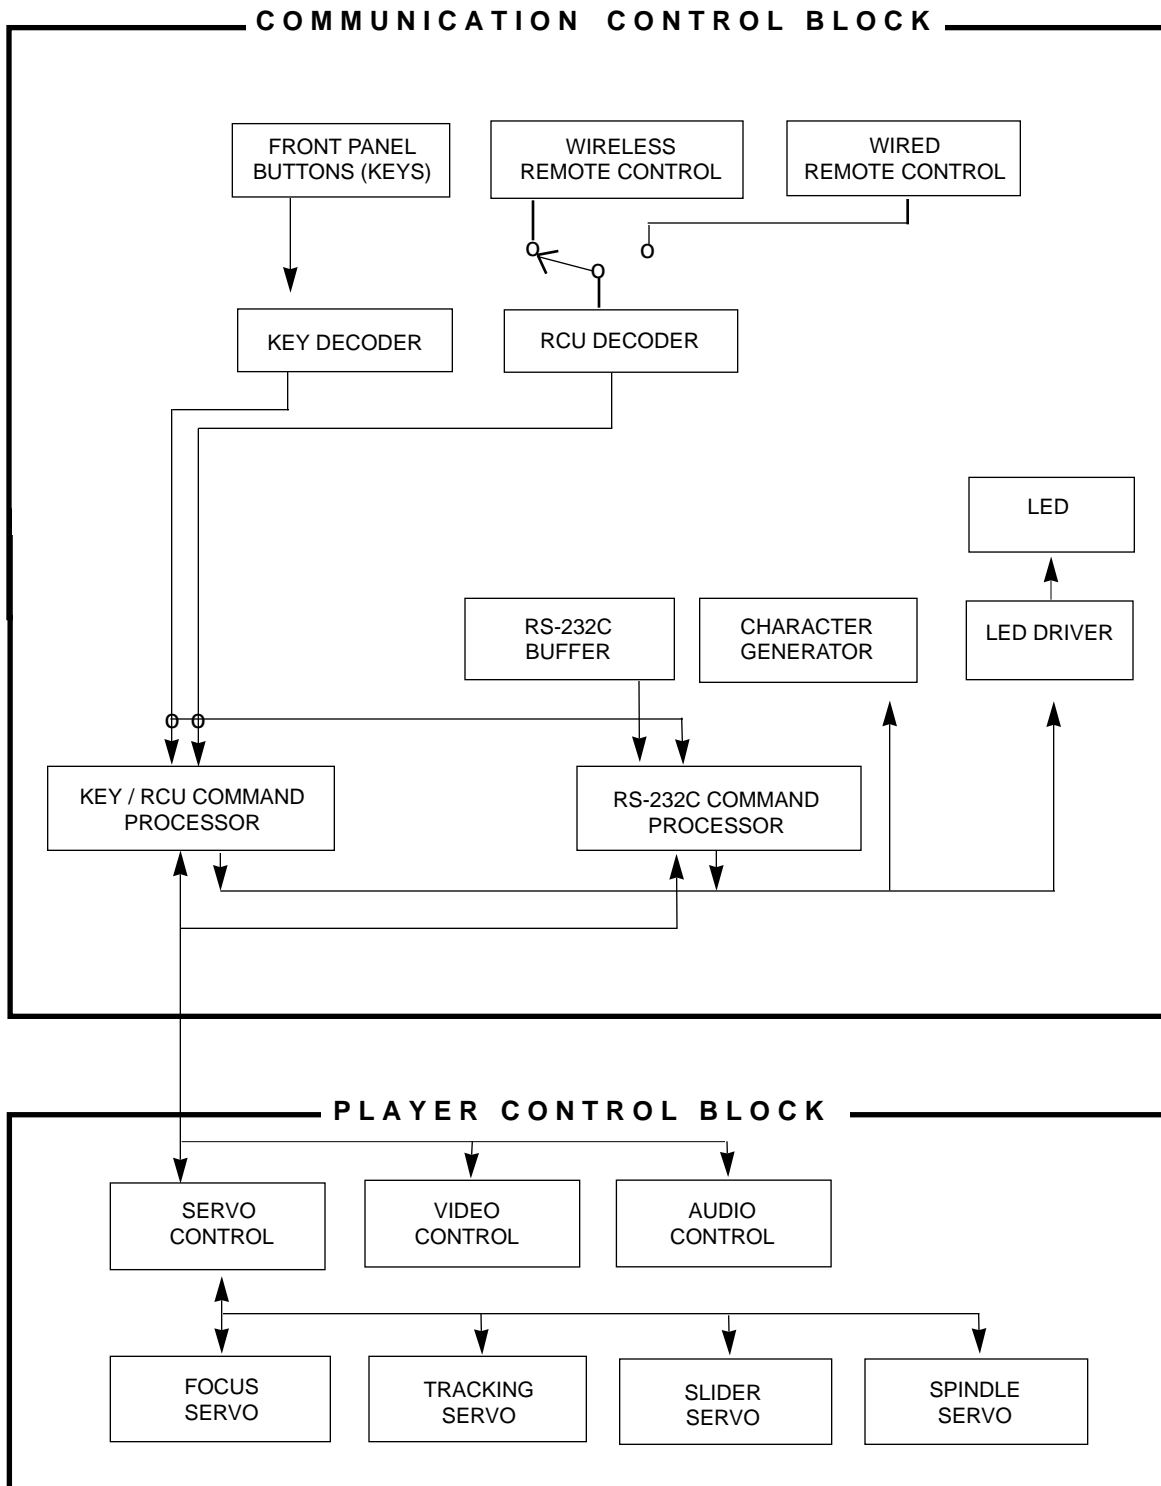 COMMUNICATION CONTROL BLOCK
FRONT PANEL
BUTTONS (KEYS)
WIRELESS
REMOTE CONTROL
WIRED
REMOTE CONTROL
KEY DECODER
RCU DECODER
LED
RS-232C
BUFFER
CHARACTER
GENERATOR
LED DRIVER
KEY / RCU COMMAND
PROCESSOR
RS-232C COMMAND
PROCESSOR
PLAYER CONTROL BLOCK
SERVO
CONTROL
VIDEO
CONTROL
AUDIO
CONTROL
FOCUS
SERVO
TRACKING
SERVO
SLIDER
SERVO
SPINDLE
SERVO